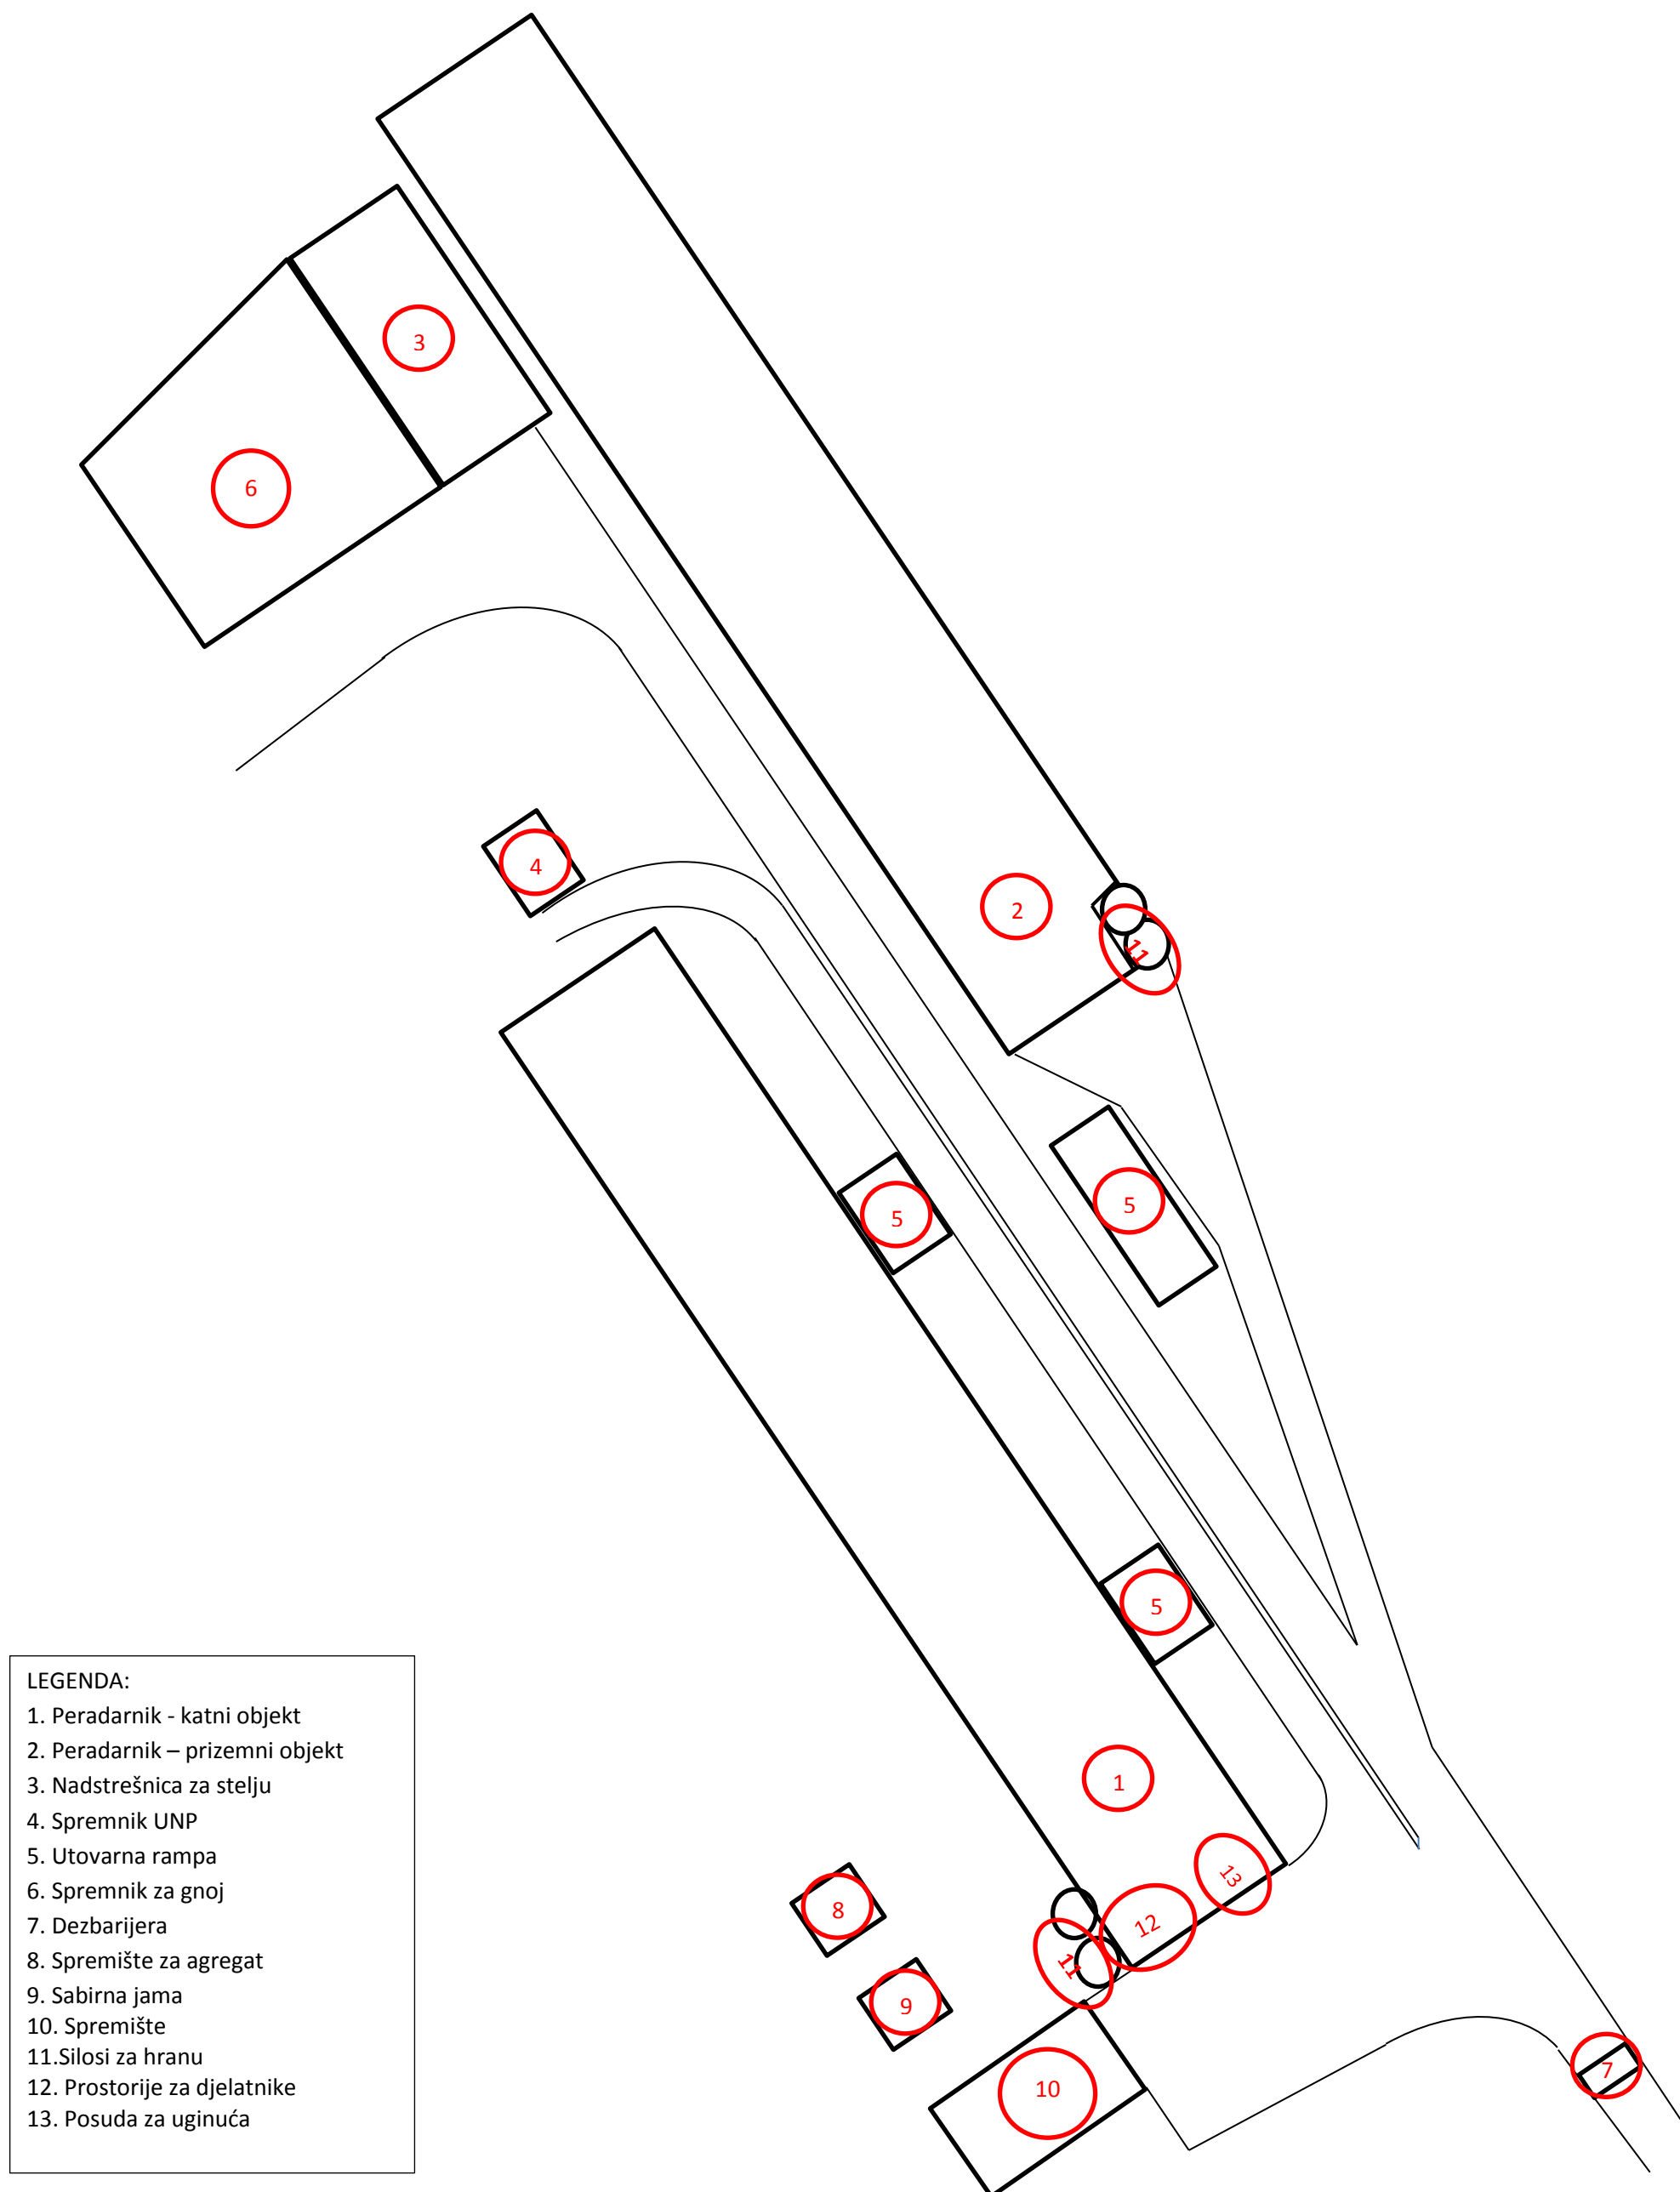 3
6
4
2
11
5
5
5
1
13
8
12
11
9
7
10
LEGENDA:
1. Peradarnik - katni objekt
2. Peradarnik – prizemni objekt
3. Nadstrešnica za stelju
4. Spremnik UNP
5. Utovarna rampa
6. Spremnik za gnoj
7. Dezbarijera
8. Spremište za agregat
9. Sabirna jama
10. Spremište
11.Silosi za hranu
12. Prostorije za djelatnike
13. Posuda za uginuća